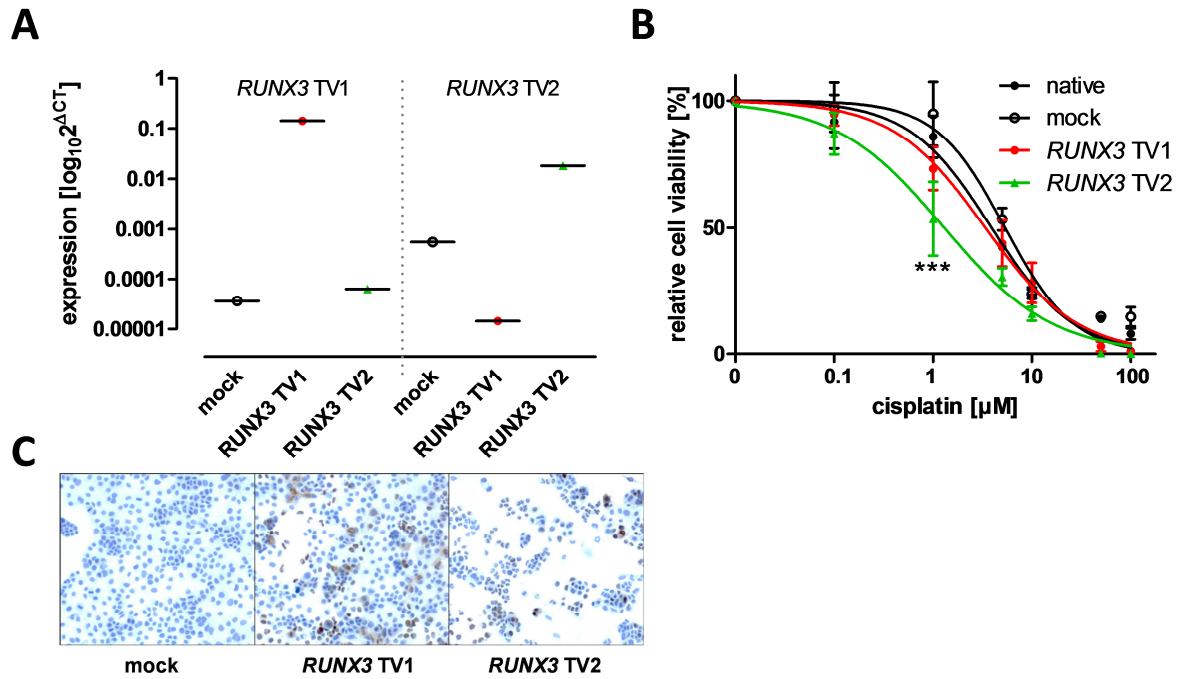 A
expression [log₁₀2^ΔCT]
1
0.1
0.01
0.001
0.0001
0.00001
RUNX3 TV1
RUNX3 TV2
mock
RUNX3 TV1
RUNX3 TV2
mock
RUNX3 TV1
RUNX3 TV2
B
relative cell viability [%]
100
50
0
native
mock
RUNX3 TV1
RUNX3 TV2
***
0
0.1
1
10
100
cisplatin [µM]
C
mock
RUNX3 TV1
RUNX3 TV2